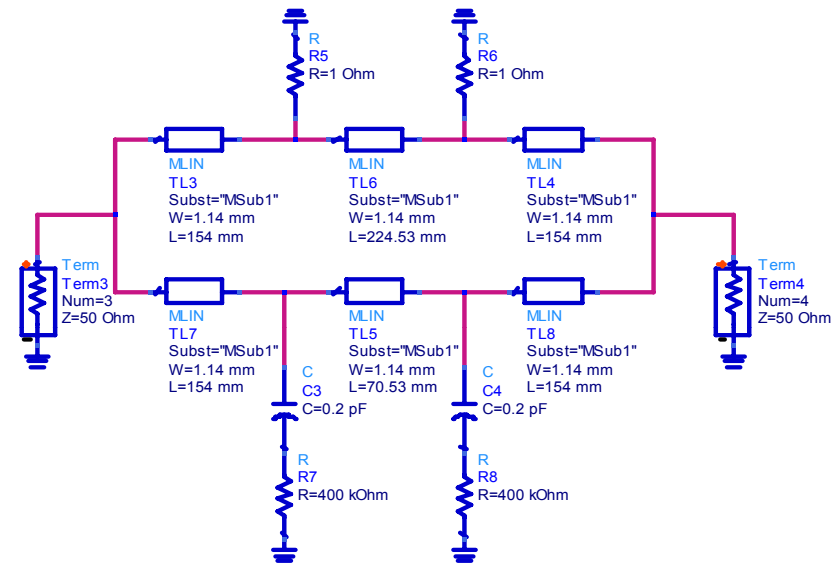 R
R5
R=1 Ohm
R
R6
R=1 Ohm
MLIN
TL3
Subst="MSub1"
W=1.14 mm
L=154 mm
MLIN
TL6
Subst="MSub1"
W=1.14 mm
L=224.53 mm
MLIN
TL4
Subst="MSub1"
W=1.14 mm
L=154 mm
Term
Term3
Num=3
Z=50 Ohm
Term
Term4
Num=4
Z=50 Ohm
MLIN
TL7
Subst="MSub1"
W=1.14 mm
L=154 mm
MLIN
TL5
Subst="MSub1"
W=1.14 mm
L=70.53 mm
MLIN
TL8
Subst="MSub1"
W=1.14 mm
L=154 mm
C
C3
C=0.2 pF
C
C4
C=0.2 pF
R
R7
R=400 kOhm
R
R8
R=400 kOhm